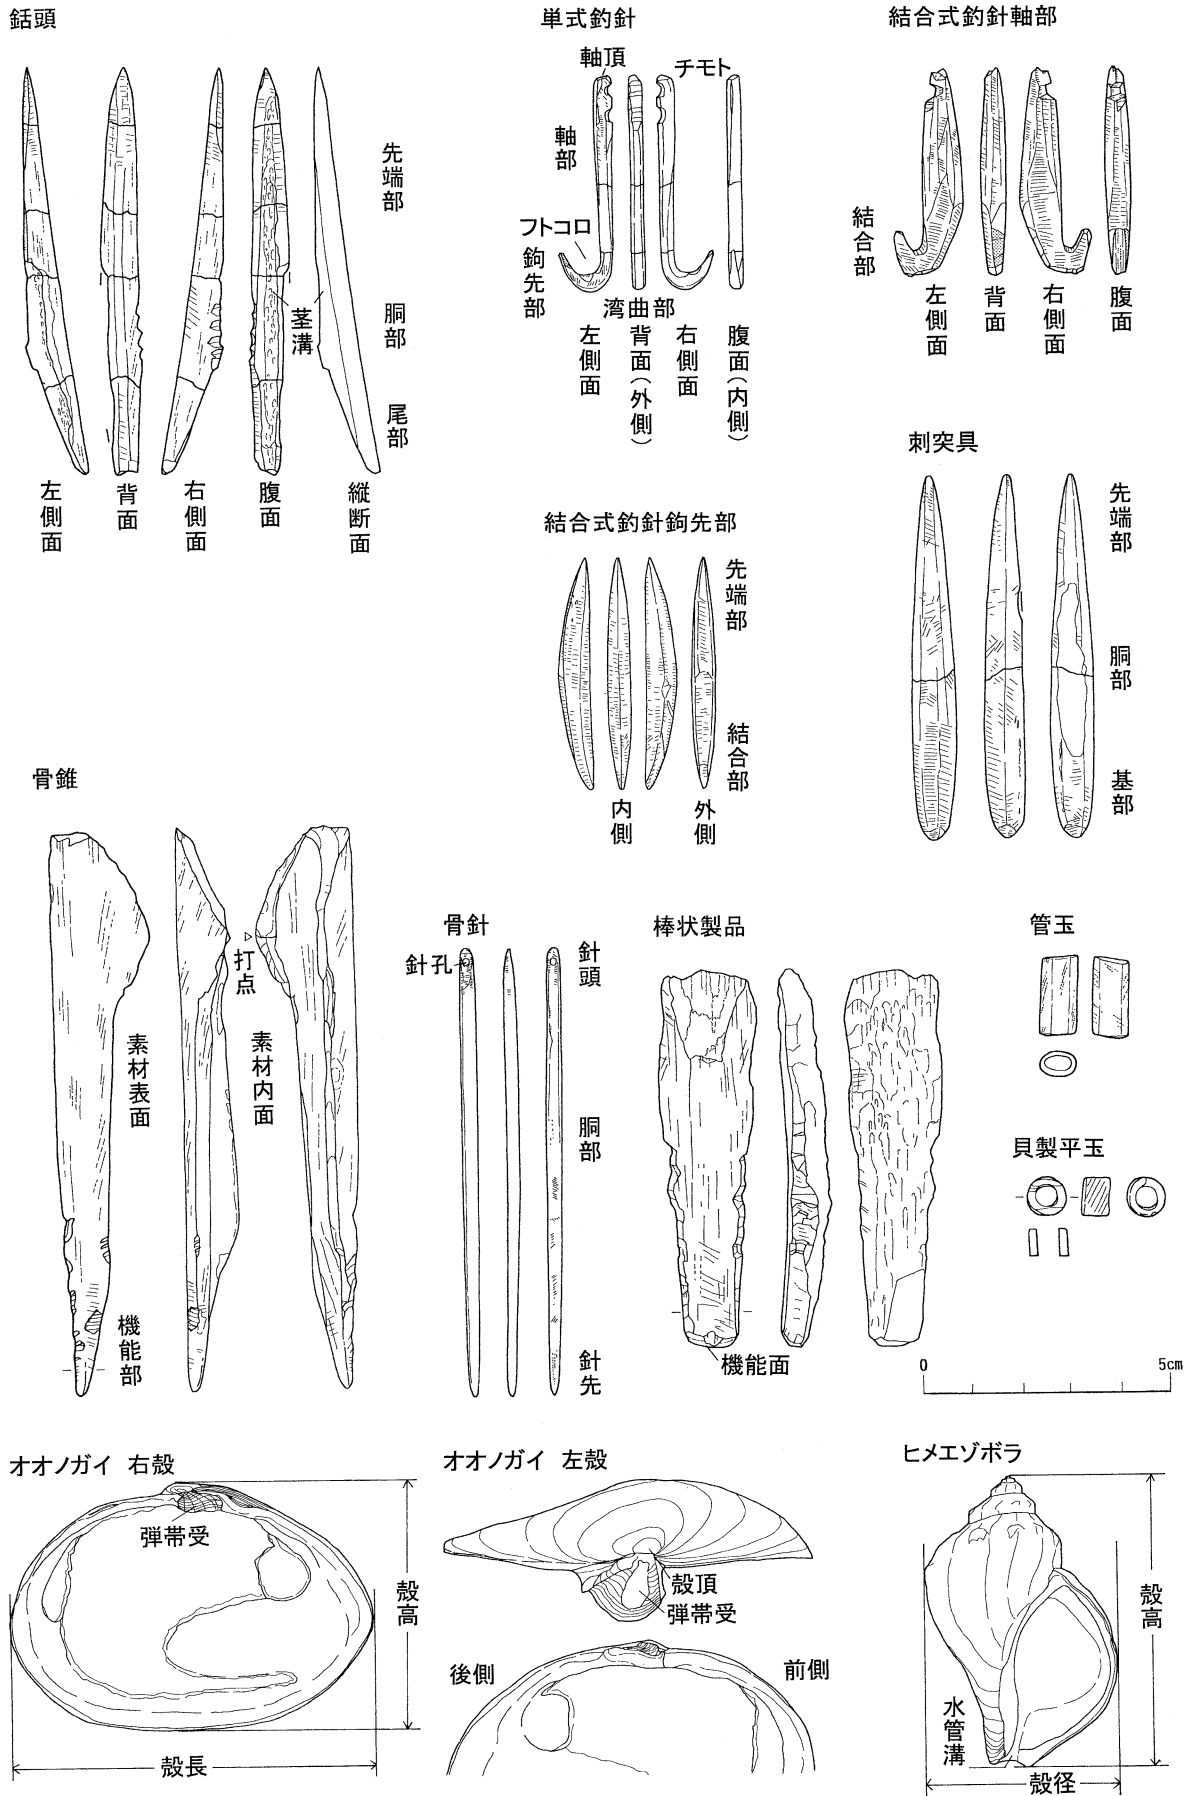 銛頭
先端部
胴部
茎溝
尾部
左側面
背面
右側面
腹面
縦断面
単式釣針
軸頂
チモト
軸部
フトコロ
鉤先部
湾曲部
左側面
背面(外側)
右側面
腹面(内側)
結合式釣針軸部
結合部
左側面
背面
右側面
腹面
結合式釣針鉤先部
先端部
結合部
内側
外側
刺突具
先端部
胴部
基部
骨錐
打点
素材表面
素材内面
機能部
骨針
針孔
針頭
胴部
針先
棒状製品
機能面
管玉
貝製平玉
0 5cm
オオノガイ 右殻
弾帯受
殻高
殻長
オオノガイ 左殻
殻頂
弾帯受
後側
前側
ヒメエゾボラ
殻高
水管溝
殻径